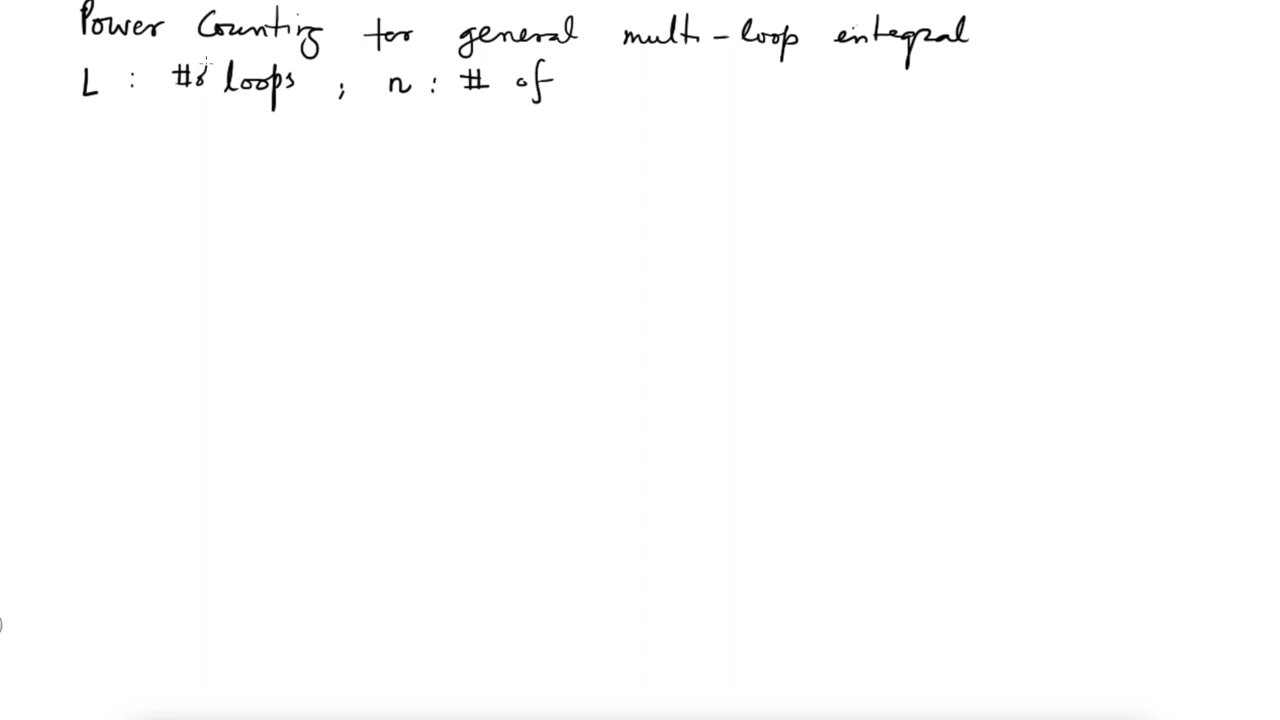 Power Counting for general multi-loop integral
L : # of loops ; n : # of